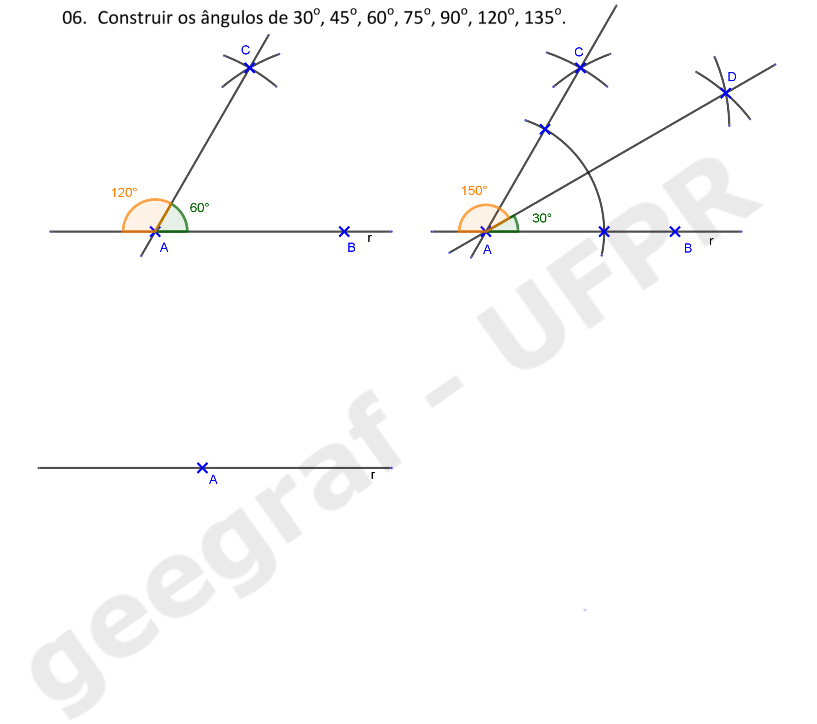 06. Construir os ângulos de 30º, 45º, 60º, 75º, 90º, 120º, 135º.
C
120°
60°
A
B
r
C
D
150°
30°
A
B
r
A
r
geegraf - UFPR